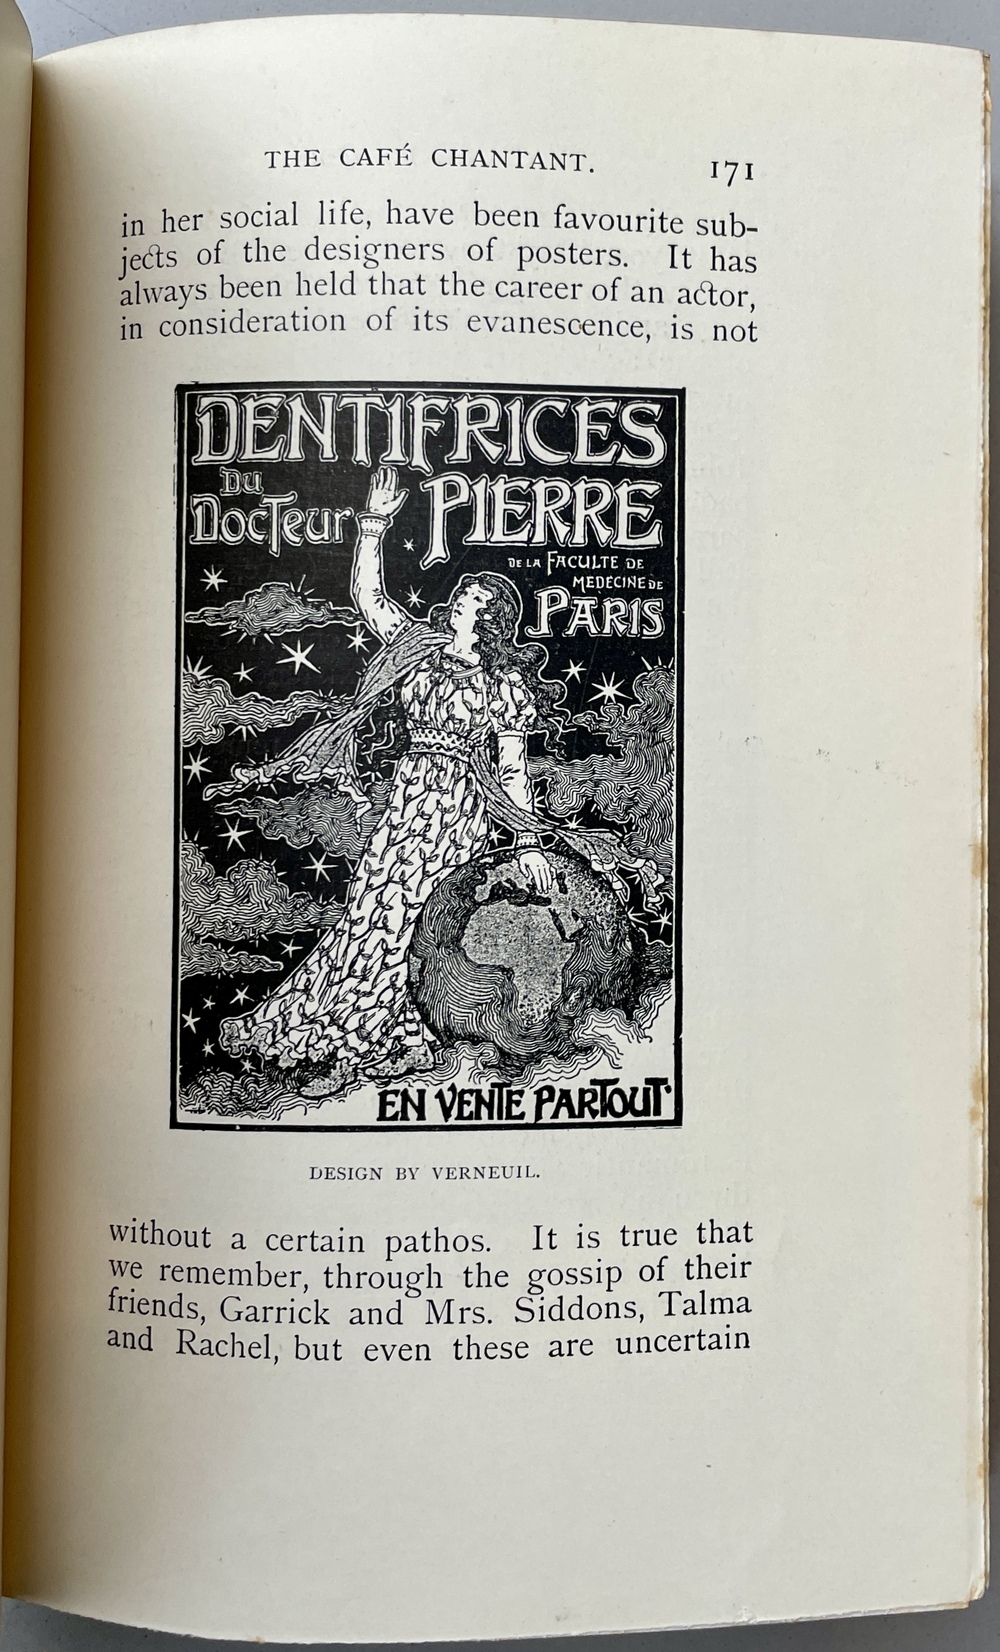 THE CAFÉ CHANTANT. 171
in her social life, have been favourite sub-
jects of the designers of posters. It has
always been held that the career of an actor,
in consideration of its evanescence, is not
DENTIFRICES
DU
DOCTEUR PIERRE
DE LA FACULTE DE
MEDECINE DE
PARIS
EN VENTE PARTOUT
DESIGN BY VERNEUIL.
without a certain pathos. It is true that
we remember, through the gossip of their
friends, Garrick and Mrs. Siddons, Talma
and Rachel, but even these are uncertain